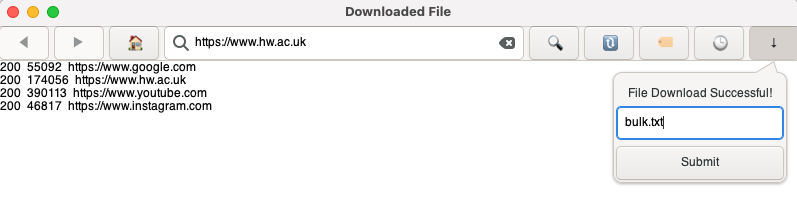 Downloaded File
https://www.hw.ac.uk
200 55092 https://www.google.com
200 174056 https://www.hw.ac.uk
200 390113 https://www.youtube.com
200 46817 https://www.instagram.com
File Download Successful!
bulk.txt
Submit